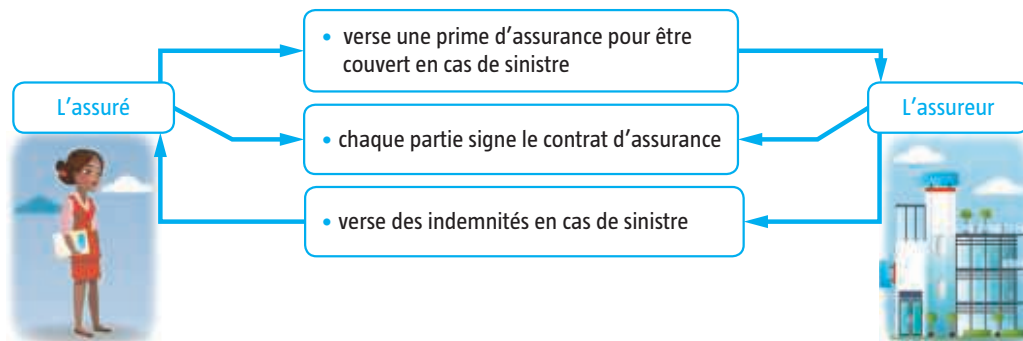 • verse une prime d'assurance pour être
couvert en cas de sinistre
L'assuré
L'assureur
• chaque partie signe le contrat d'assurance
• verse des indemnités en cas de sinistre